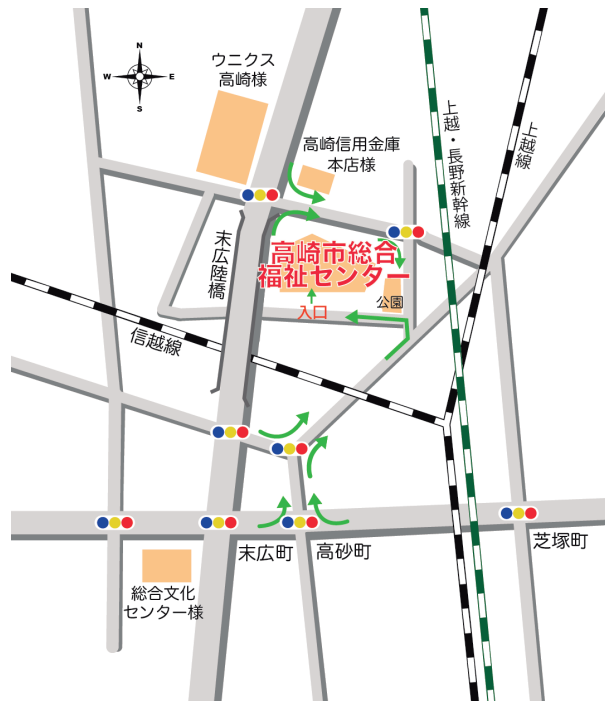 N
W
E
S
ウニクス
高崎様
高崎信用金庫
本店様
上越・長野新幹線
上越線
末広陸橋
高崎市総合
福祉センター
入口
公園
信越線
末広町
高砂町
芝塚町
総合文化
センター様